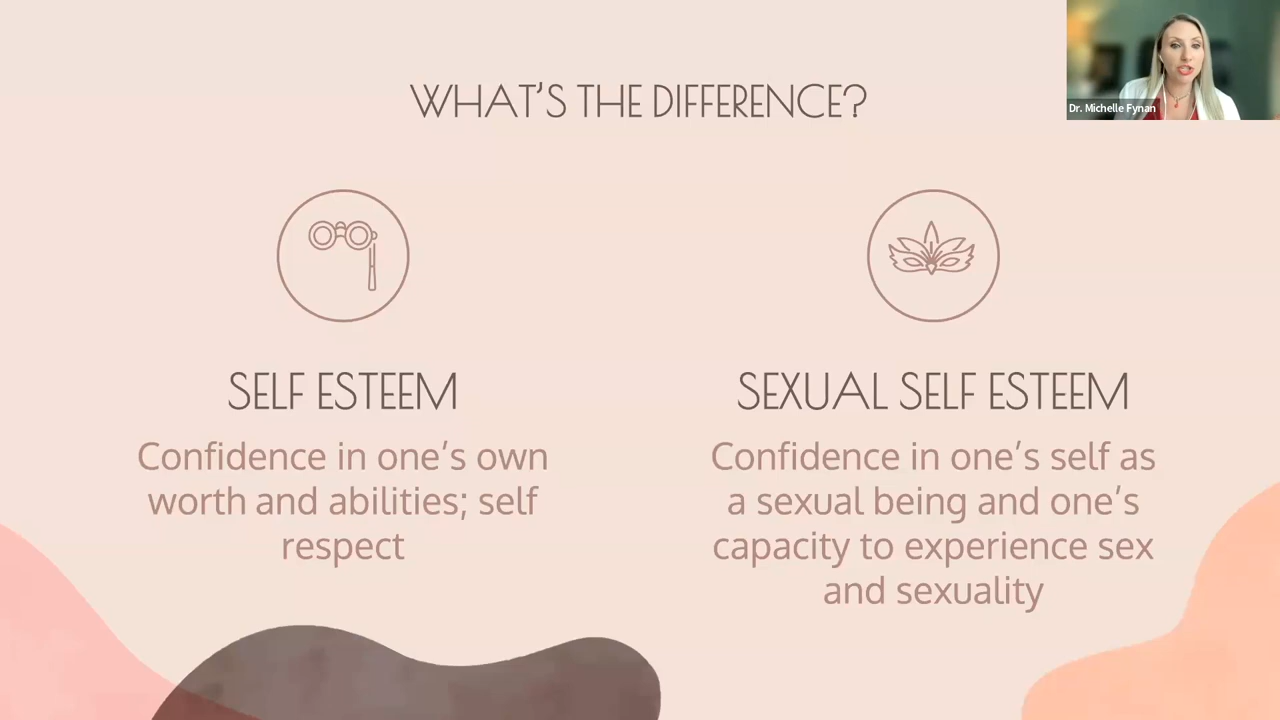 WHAT'S THE DIFFERENCE?
Dr. Michelle Fynan
SELF ESTEEM
Confidence in one's own
worth and abilities; self
respect
SEXUAL SELF ESTEEM
Confidence in one's self as
a sexual being and one's
capacity to experience sex
and sexuality